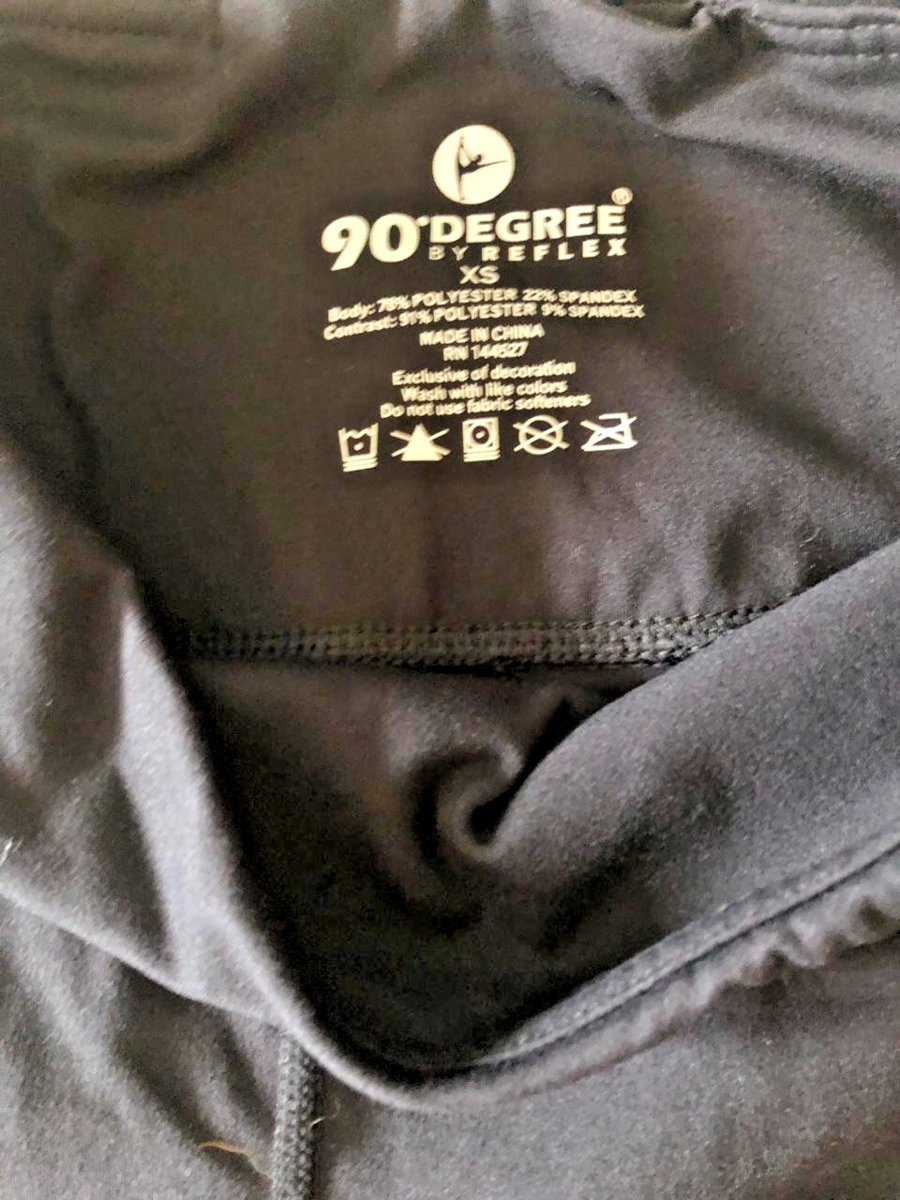 90°DEGREE®
BY REFLEX
XS
Body: 78% POLYESTER 22% SPANDEX
Contrast: 91% POLYESTER 9% SPANDEX
MADE IN CHINA
RN 144527
Exclusive of decoration
Wash with like colors
Do not use fabric softeners